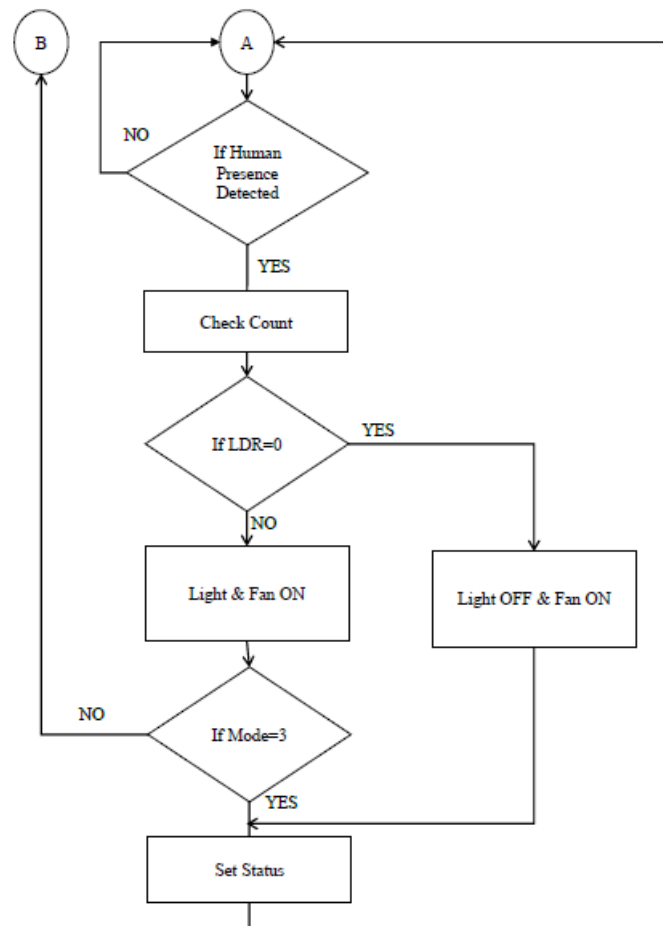 B
A
NO
If Human
Presence
Detected
YES
Check Count
If LDR=0
YES
NO
Light & Fan ON
Light OFF & Fan ON
NO
If Mode=3
YES
Set Status